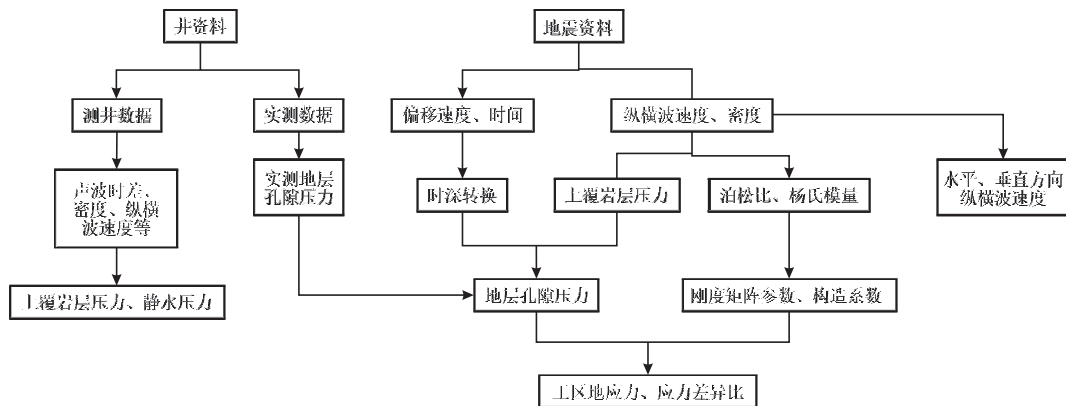 井资料
地震资料
测井数据
实测数据
偏移速度、时间
纵横波速度、密度
声波时差、
密度、纵横
波速度等
实测地层
孔隙压力
时深转换
上覆岩层压力
泊松比、杨氏模量
水平、垂直方向
纵横波速度
上覆岩层压力、静水压力
地层孔隙压力
刚度矩阵参数、构造系数
工区地应力、应力差异比